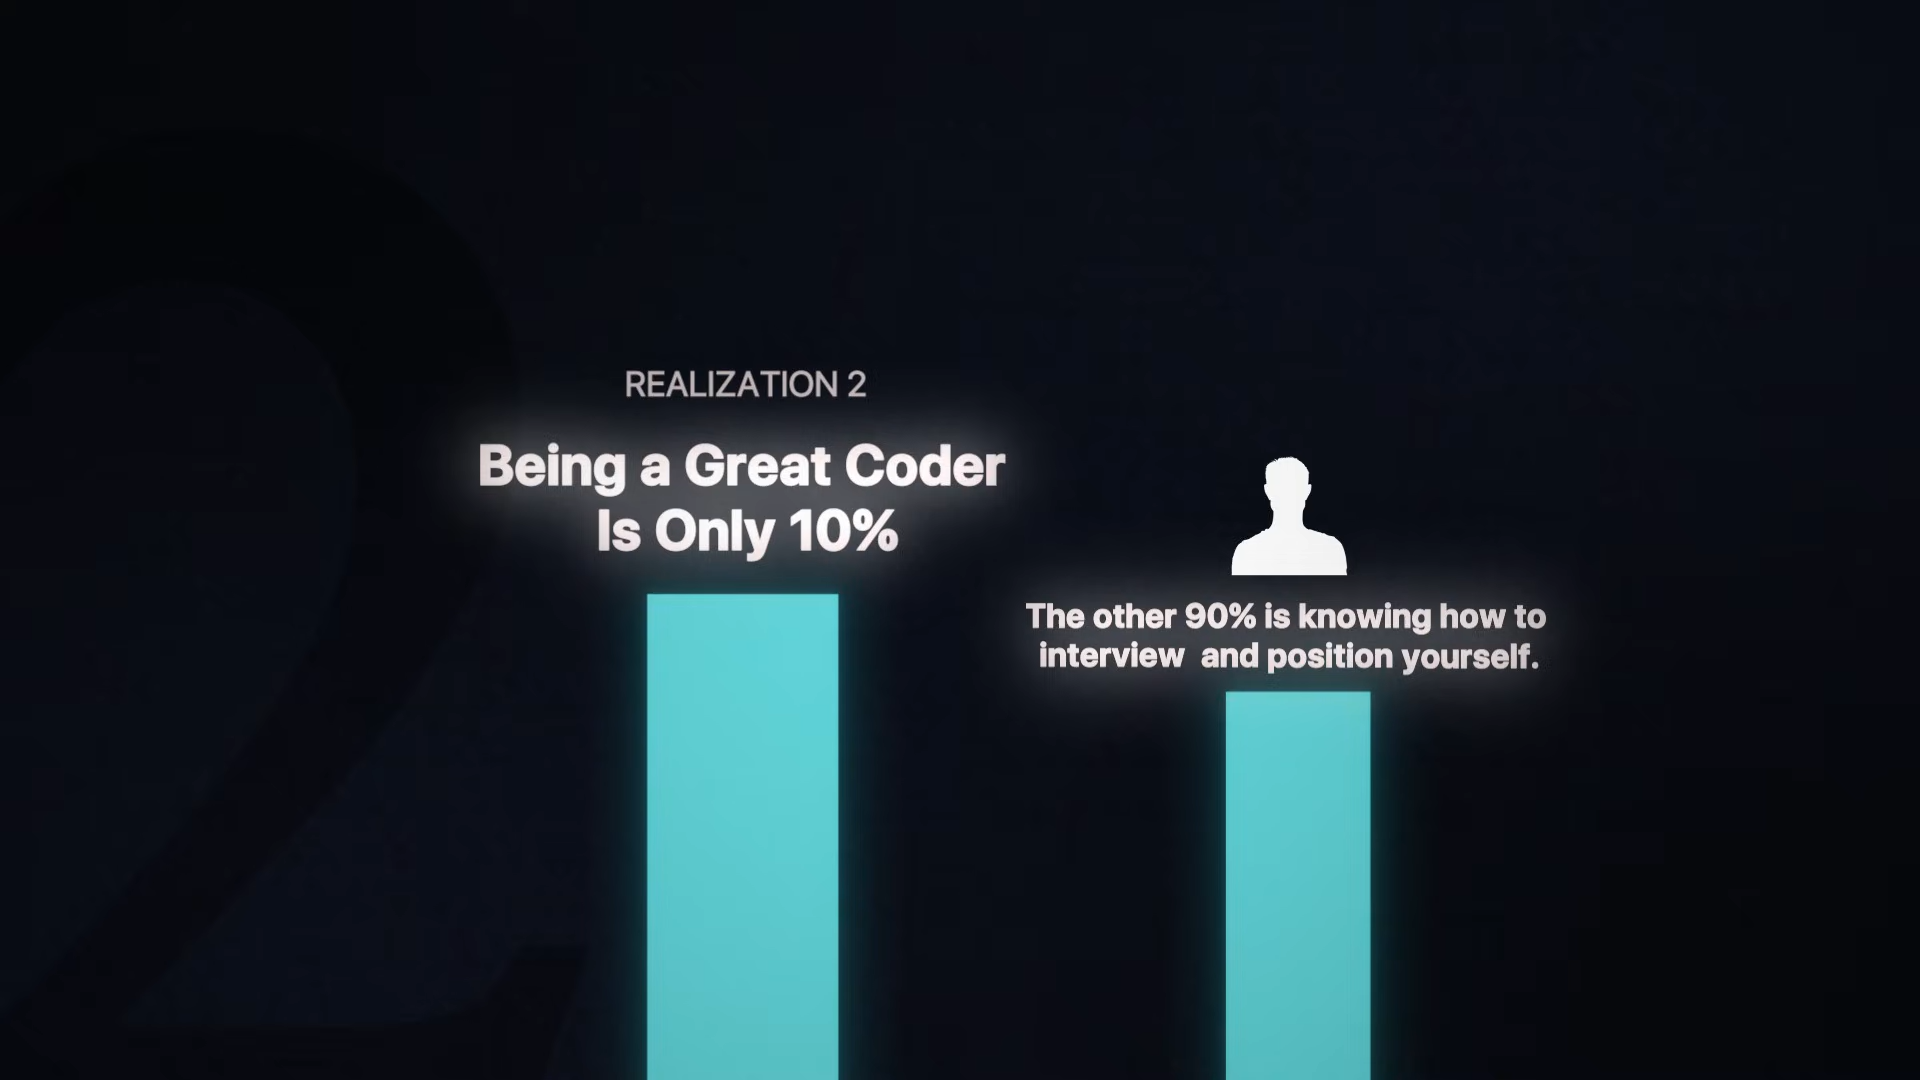 REALIZATION 2
Being a Great Coder
Is Only 10%
The other 90% is knowing how to
interview  and position yourself.
2